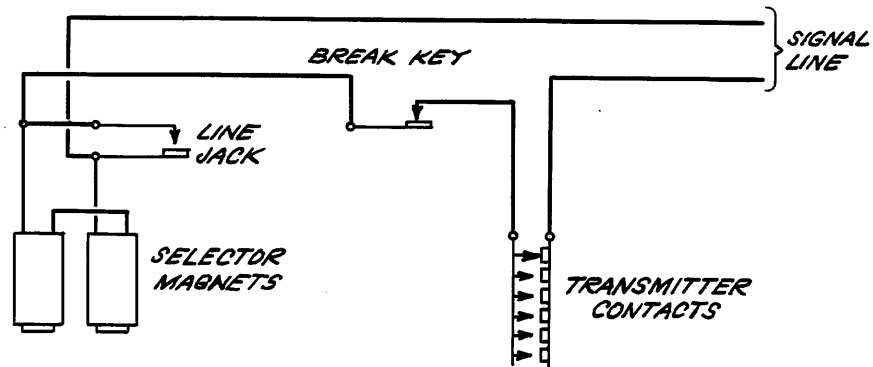 SIGNAL
LINE
BREAK KEY
LINE
JACK
SELECTOR
MAGNETS
TRANSMITTER
CONTACTS